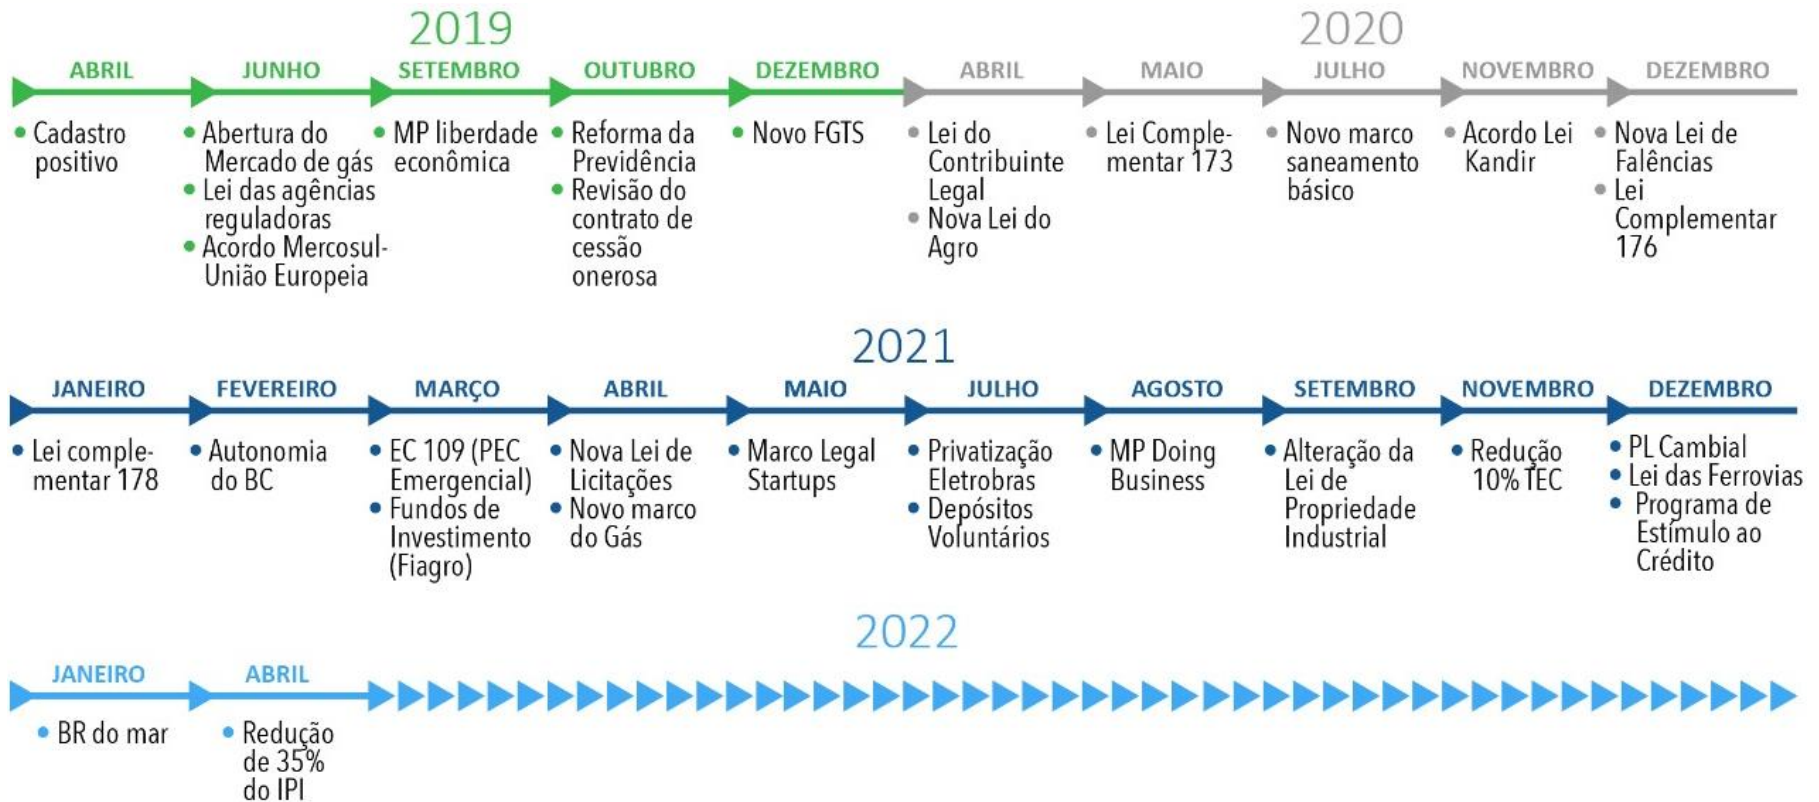 2019
2020
ABRIL
JUNHO
SETEMBRO
OUTUBRO
DEZEMBRO
ABRIL
MAIO
JULHO
NOVEMBRO
DEZEMBRO
• Cadastro
positivo
• Abertura do
Mercado de gás
• Lei das agências
reguladoras
• Acordo Mercosul-
União Europeia
• MP liberdade
econômica
• Reforma da
Previdência
• Revisão do
contrato de
cessão
onerosa
• Novo FGTS
• Lei do
Contribuinte
Legal
• Nova Lei do
Agro
• Lei Comple-
mentar 173
• Novo marco
saneamento
básico
• Acordo Lei
Kandir
• Nova Lei de
Falências
• Lei
Complementar
176
2021
JANEIRO
FEVEREIRO
MARÇO
ABRIL
MAIO
JULHO
AGOSTO
SETEMBRO
NOVEMBRO
DEZEMBRO
• Lei comple-
mentar 178
• Autonomia
do BC
• EC 109 (PEC
Emergencial)
• Fundos de
Investimento
(Fiagro)
• Nova Lei de
Licitações
• Novo marco
do Gás
• Marco Legal
Startups
• Privatização
Eletrobras
• Depósitos
Voluntários
• MP Doing
Business
• Alteração da
Lei de
Propriedade
Industrial
• Redução
10% TEC
• PL Cambial
• Lei das Ferrovias
• Programa de
Estímulo ao
Crédito
2022
JANEIRO
ABRIL
• BR do mar
• Redução
de 35%
do IPI